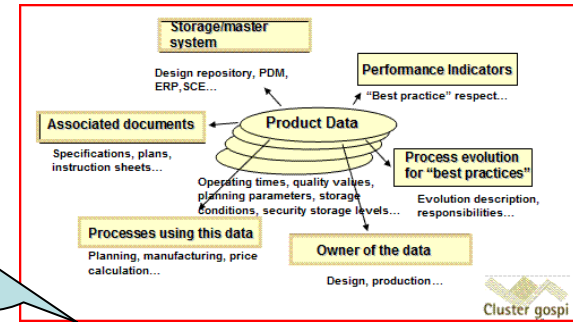 Storage/master
system
Design repository, PDM,
ERP,SCE...
Performance Indicators
"Best practice" respect...
Associated documents
Specifications, plans,
instruction sheets...
Product Data
Operating times, quality values,
planning parameters, storage
conditions, security storage levels...
Process evolution
for "best practices"
Evolution description,
responsibilities...
Processes using this data
Planning, manufacturing, price
calculation...
Owner of the data
Design, production...
Cluster gospi